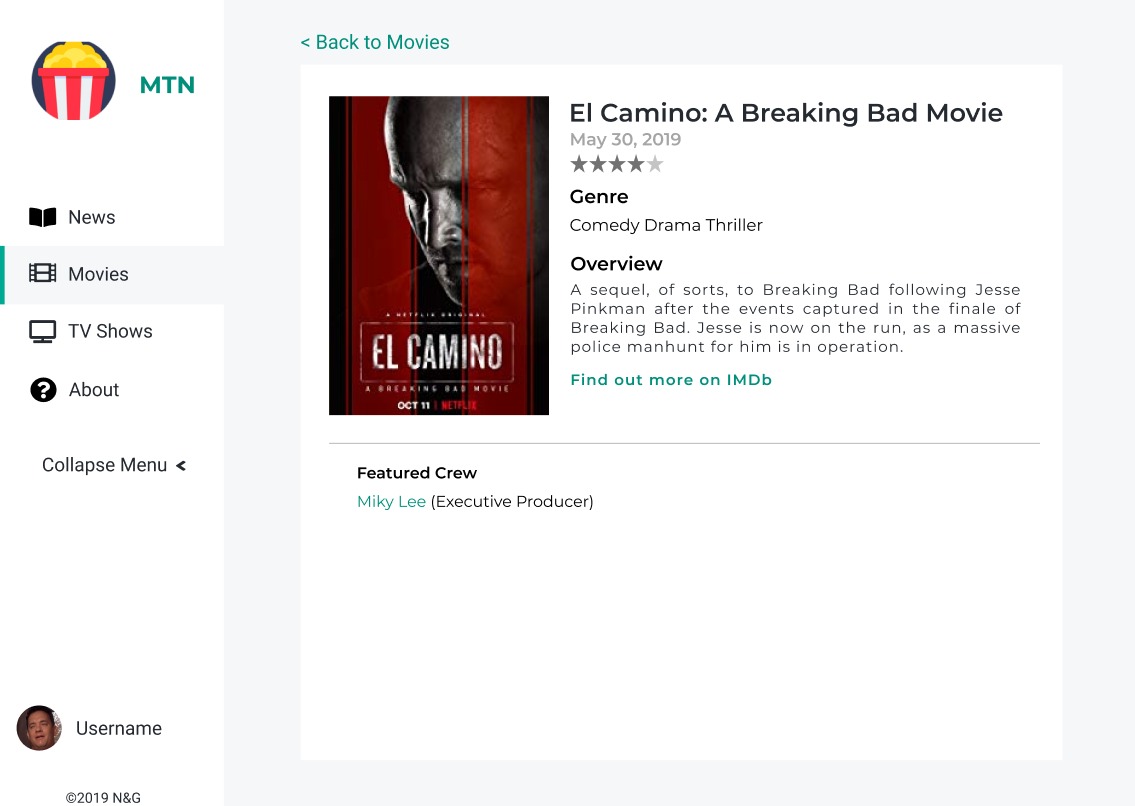 MTN
News
Movies
TV Shows
About
Collapse Menu <
Username
©2019 N&G
< Back to Movies
A NETFLIX ORIGINAL
EL CAMINO
A BREAKING BAD MOVIE
OCT 11 | NETFLIX
El Camino: A Breaking Bad Movie
May 30, 2019
Genre
Comedy Drama Thriller
Overview
A sequel, of sorts, to Breaking Bad following Jesse
Pinkman after the events captured in the finale of
Breaking Bad. Jesse is now on the run, as a massive
police manhunt for him is in operation.
Find out more on IMDb
Featured Crew
Miky Lee (Executive Producer)